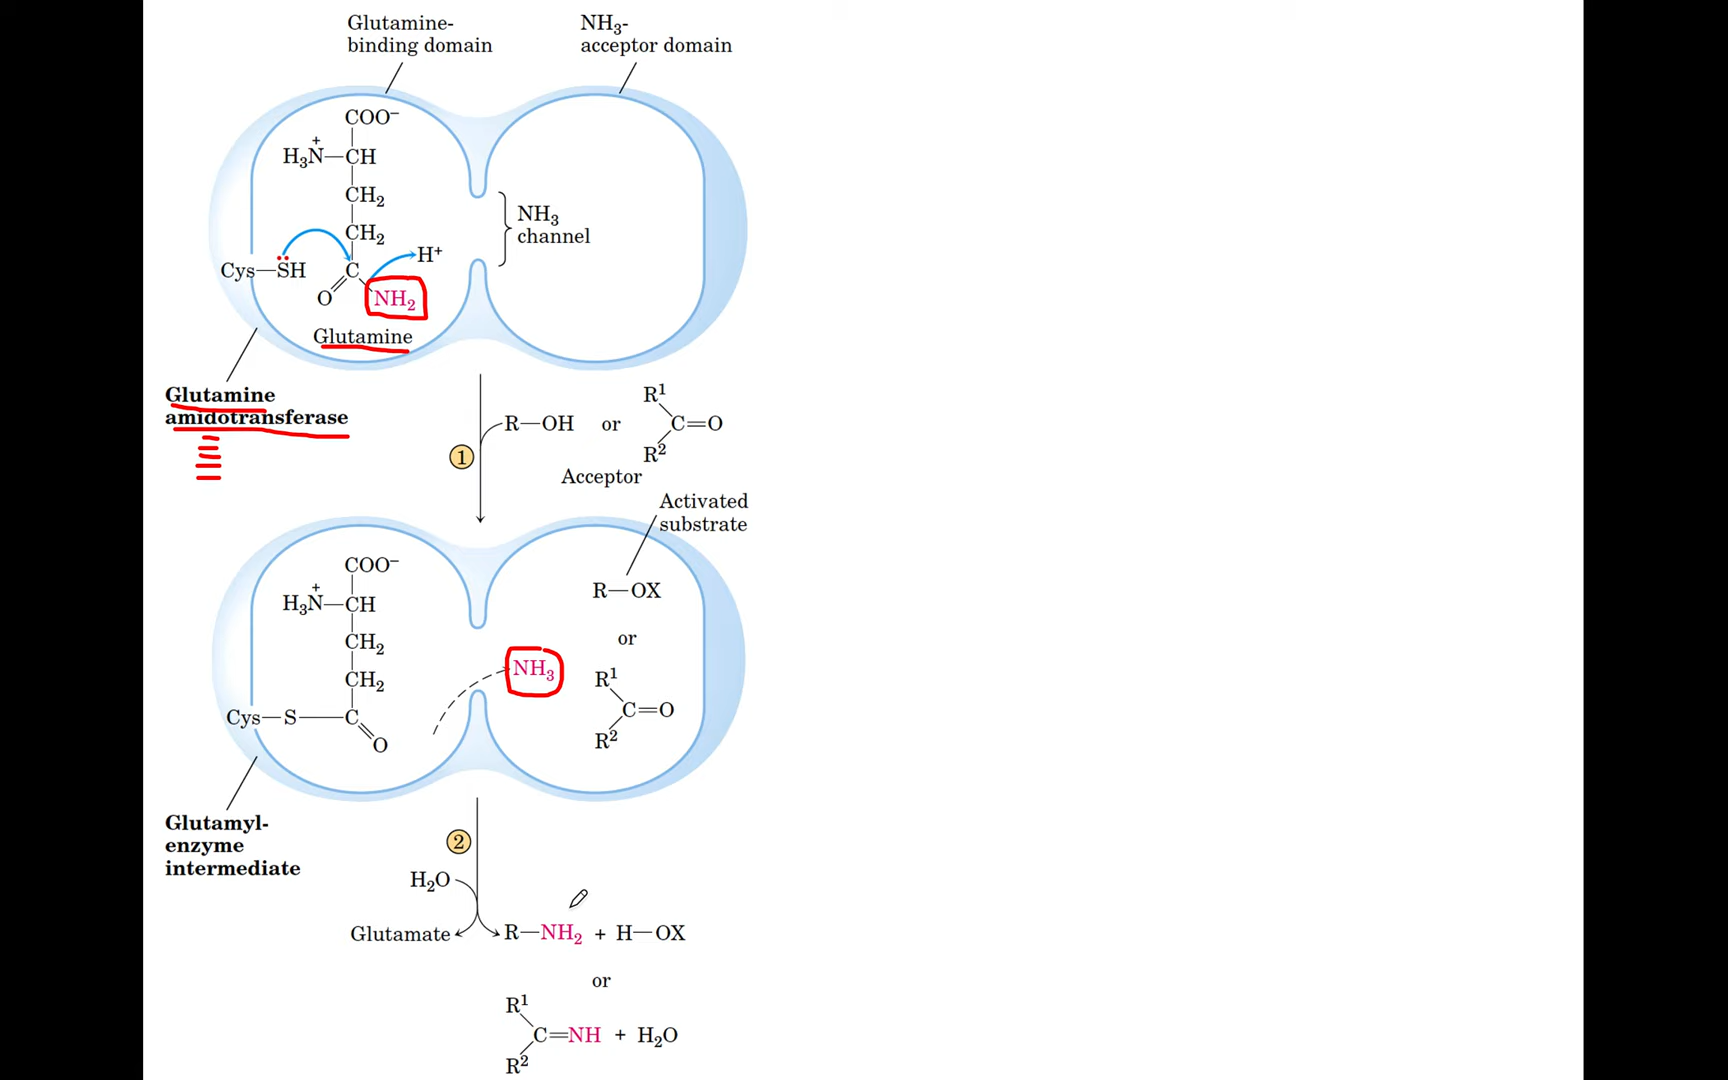 Glutamine-
binding domain
NH₃-
acceptor domain
COO⁻
H₃N⁺—CH
CH₂
CH₂
NH₃
channel
H⁺
Cys—SH
C
O
NH₂
Glutamine
Glutamine
amidotransferase
R—OH or
R¹
C=O
R²
Acceptor
1
Activated
substrate
COO⁻
H₃N⁺—CH
CH₂
CH₂
R—OX
or
NH₃
R¹
C=O
R²
Cys—S—C
O
Glutamyl-
enzyme
intermediate
2
H₂O
Glutamate
R—NH₂ + H—OX
or
R¹
C=NH + H₂O
R²